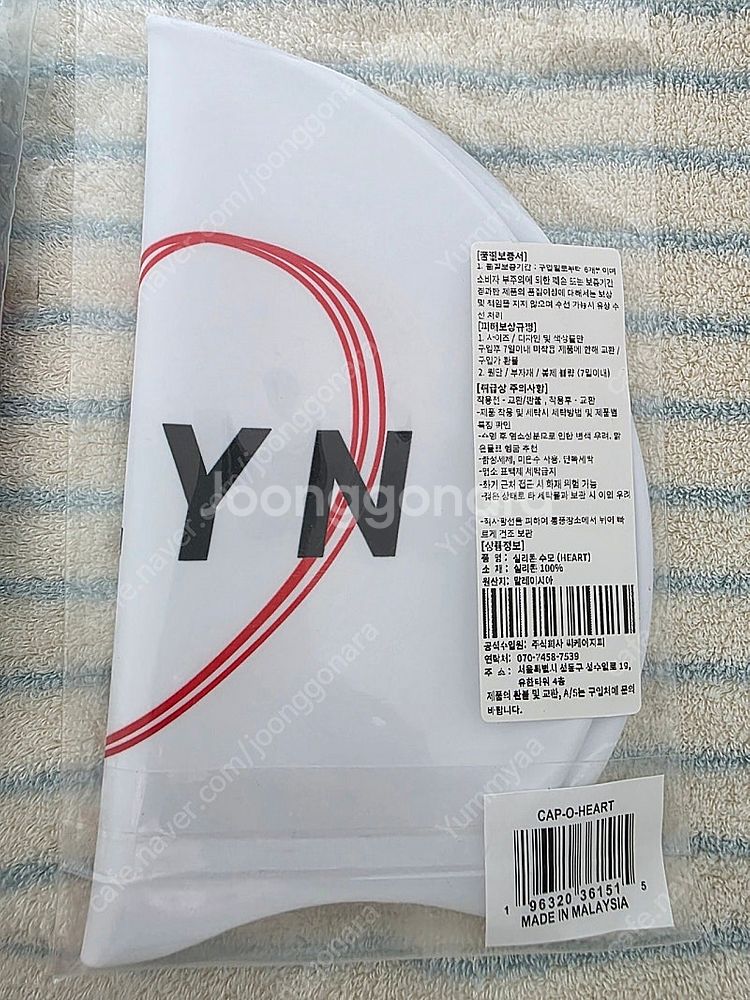 YN
[품질보증서]
1. 품질보증기간 : 구입일로부터 6개월 이내
소비자 부주의에 의한 훼손 또는 보증기간
경과한 제품의 품질이상에 대해서는 보상
및 책임을 지지 않으며 수선 가능시 유상 수
선 처리
[피해보상규정]
1. 사이즈 / 디자인 및 색상불만
구입후 7일이내 미착용 제품에 한해 교환 /
구입가 환불
2. 원단 / 부자재 / 봉제 불량 (7일이내)
[취급상 주의사항]
착용전 - 교환/반품 , 착용후 - 교환
-제품 착용 및 세탁시 세탁방법 및 제품별
특징 확인
-수영 후 염소성분으로 인한 변색 우려, 맑
은물로 헹굼 추천
-합성세제, 미온수 사용, 단독세탁
-염소 표백제 세탁금지
-화기 근처 접근 시 화재 위험 가능
-젖은 상태로 타 세탁물과 보관 시 이염 우려
-직사광선을 피하여 통풍장소에서 뉘어 빠
르게 건조 보관
[상품정보]
품 명 : 실리콘 수모 (HEART)
소 재 : 실리콘 100%
원산지: 말레이시아
공식수입원: 주식회사 씨케이지피
연락처: 070-7458-7539
주 소 : 서울특별시 성동구 성수일로 19,
유한타워 4층
제품의 환불 및 교환, A/S는 구입처에 문의
바랍니다.
CAP-O-HEART
1 96320 36151 5
MADE IN MALAYSIA
Joonggonara
Yummyaa
cafe.naver.com/joonggonara